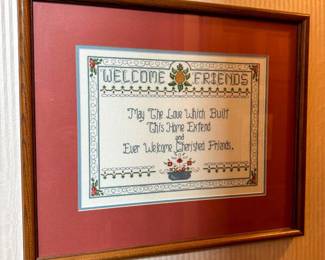 WELCOME FRIENDS
May The Love Which Built
This Home Extend
and
Ever Welcome Cherished Friends.